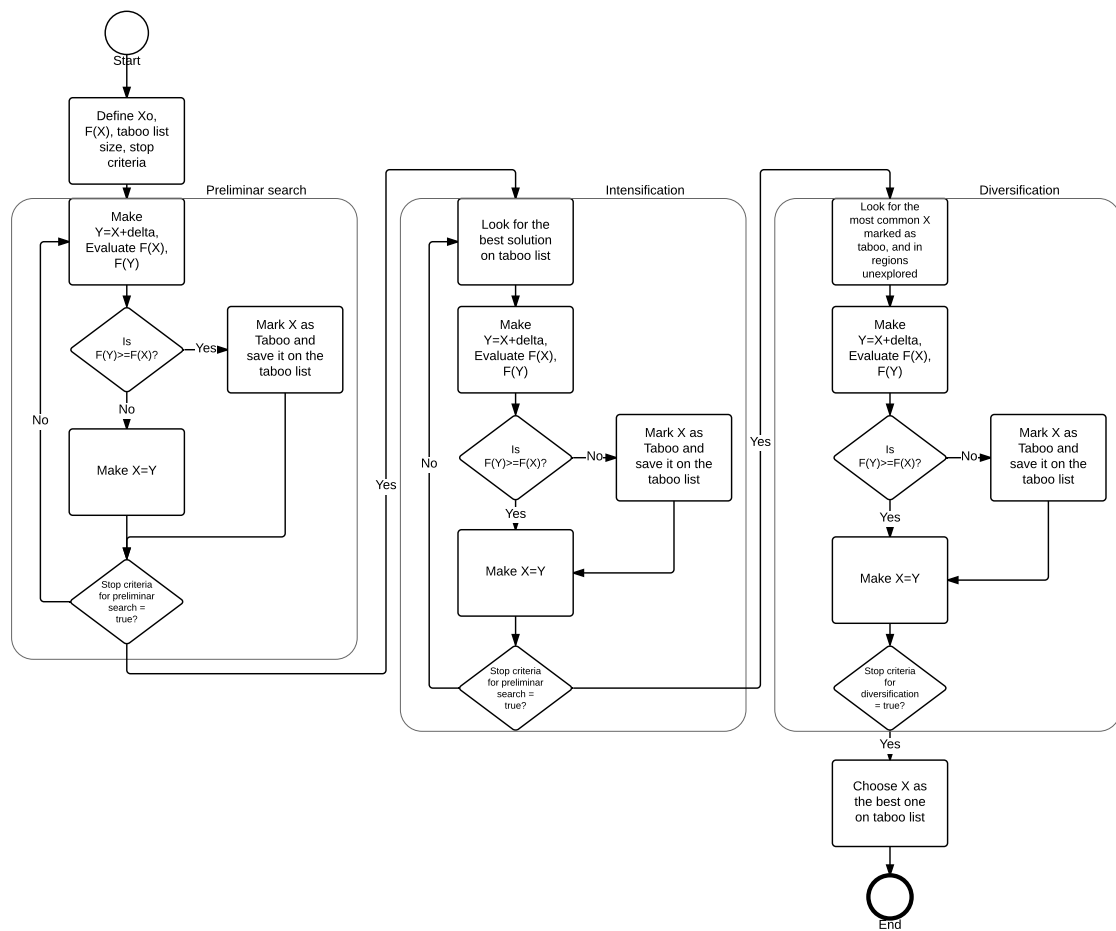 Start
Define Xo,
F(X), taboo list
size, stop
criteria
Preliminar search
Make
Y=X+delta,
Evaluate F(X),
F(Y)
Is
F(Y)>=F(X)?
Yes
Mark X as
Taboo and
save it on the
taboo list
No
No
Make X=Y
Stop criteria
for preliminar
search =
true?
Yes
Intensification
Look for the
best solution
on taboo list
Make
Y=X+delta,
Evaluate F(X),
F(Y)
Is
F(Y)>=F(X)?
No
Mark X as
Taboo and
save it on the
taboo list
No
Yes
Make X=Y
Stop criteria
for preliminar
search =
true?
Yes
Diversification
Look for the
most common X
marked as
taboo, and in
regions
unexplored
Make
Y=X+delta,
Evaluate F(X),
F(Y)
Is
F(Y)>=F(X)?
No
Mark X as
Taboo and
save it on the
taboo list
Yes
Make X=Y
Stop criteria
for
diversification
= true?
Yes
Choose X as
the best one
on taboo list
End